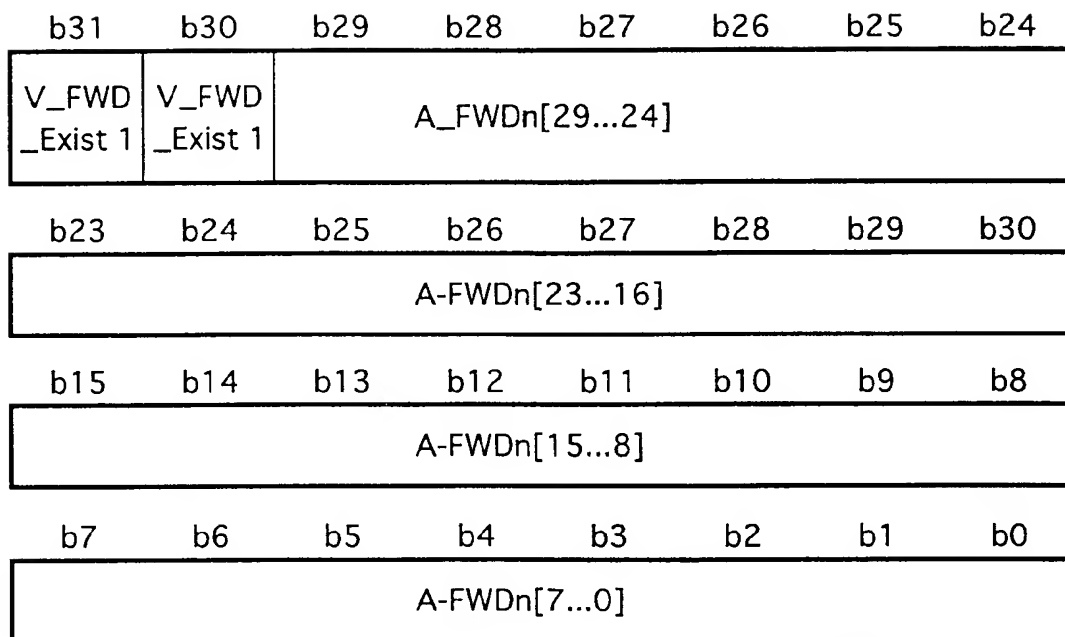 b31 b30 b29 b28 b27 b26 b25 b24
V_FWD V_FWD
A_FWDn[29...24]
_Exist 1 _Exist 1
b23 b24 b25 b26 b27 b28 b29 b30
A-FWDn[23...16]
b15 b14 b13 b12 b11 b10 b9 b8
A-FWDn[15...8]
b7 b6 b5 b4 b3 b2 b1 b0
A-FWDn[7...0]